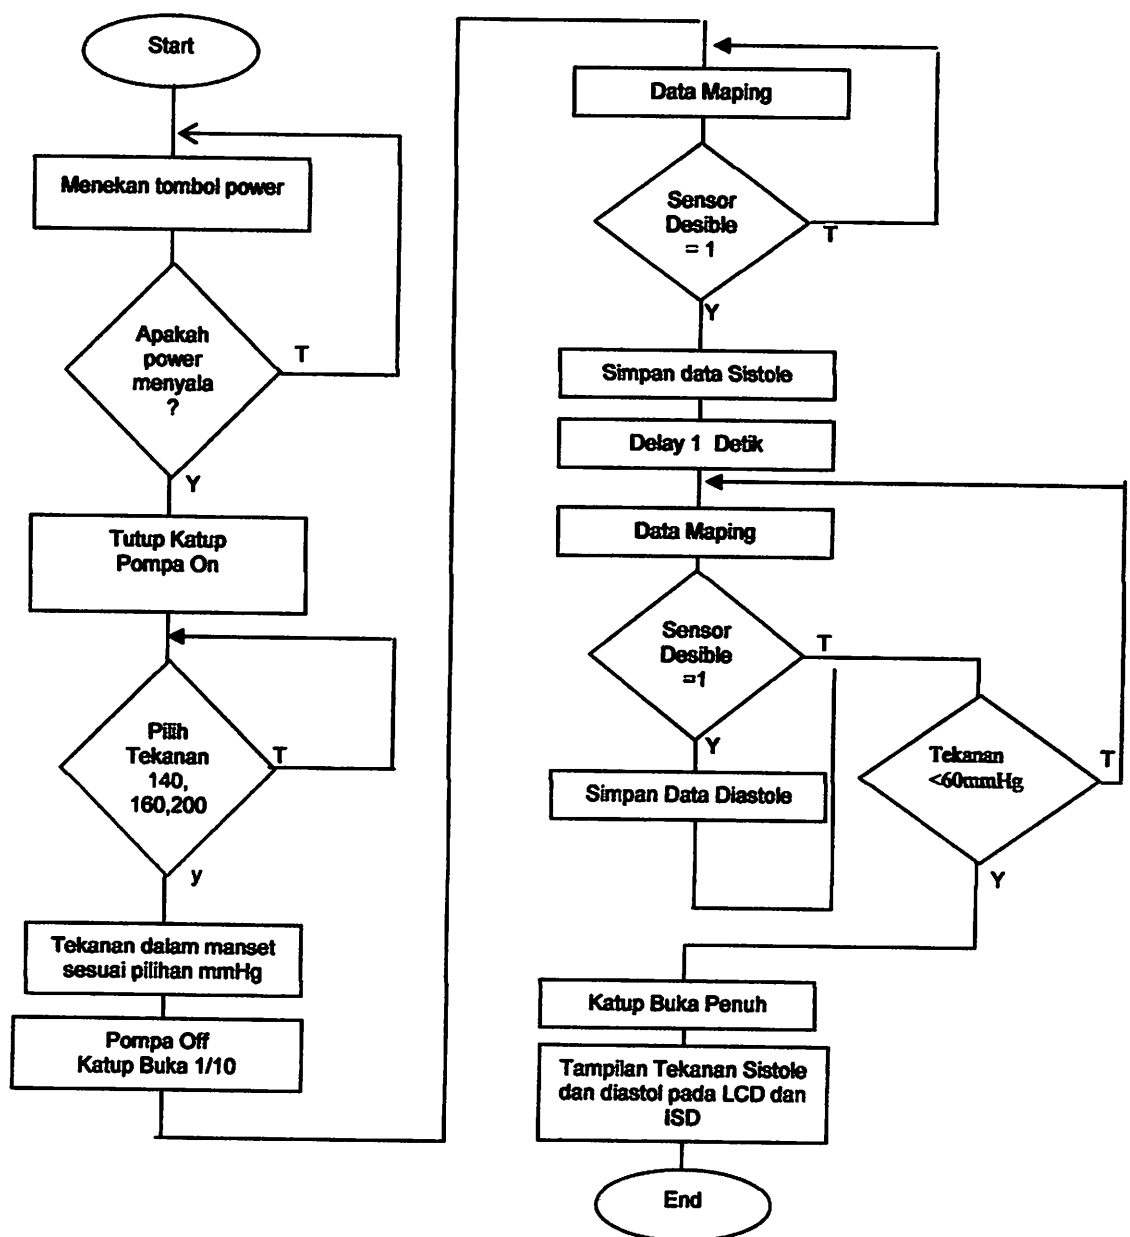 Start
Menekan tombol power
Apakah
power
menyala
?
T
Y
Tutup Katup
Pompa On
Pilih
Tekanan
140,
160,200
T
y
Tekanan dalam manset
sesuai pilihan mmHg
Pompa Off
Katup Buka 1/10
Data Maping
Sensor
Desible
= 1
T
Y
Simpan data Sistole
Delay 1 Detik
Data Maping
Sensor
Desible
=1
T
Y
Simpan Data Diastole
Tekanan
<60mmHg
T
Y
Katup Buka Penuh
Tampilan Tekanan Sistole
dan diastol pada LCD dan
ISD
End